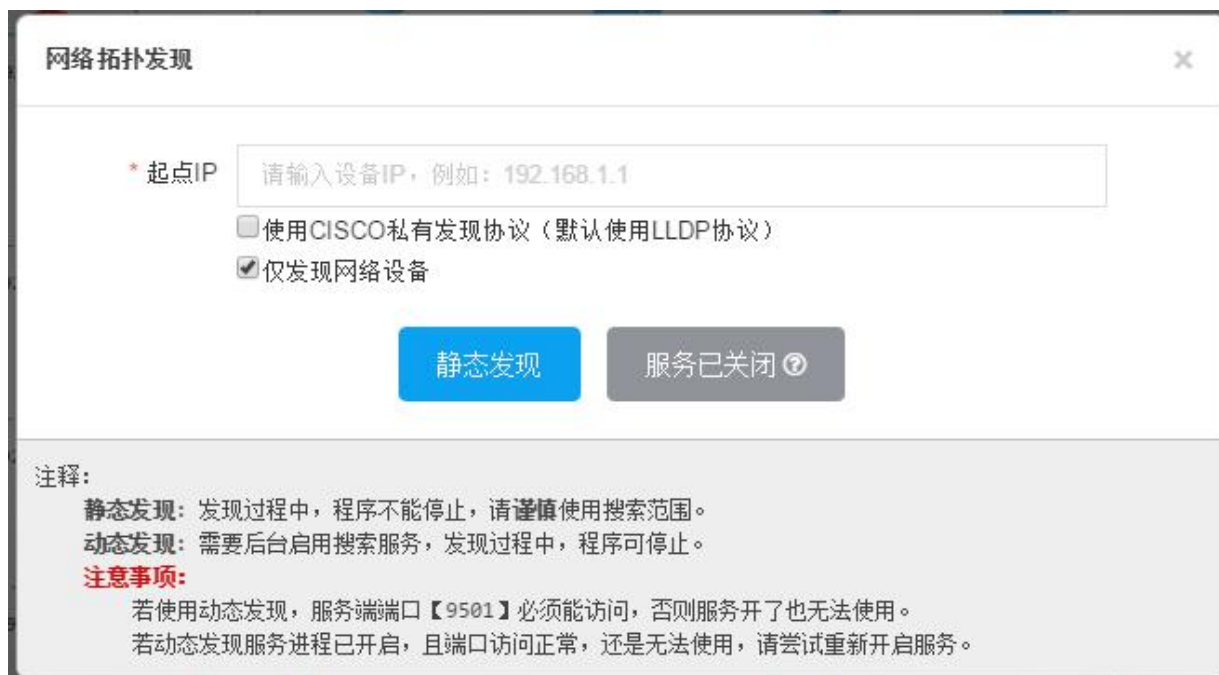 网络拓扑发现
×
* 起点IP
请输入设备IP，例如：192.168.1.1
使用CISCO私有发现协议（默认使用LLDP协议）
仅发现网络设备
静态发现
服务已关闭
注释：
静态发现：发现过程中，程序不能停止，请谨慎使用搜索范围。
动态发现：需要后台启用搜索服务，发现过程中，程序可停止。
注意事项：
若使用动态发现，服务端端口【9501】必须能访问，否则服务开了也无法使用。
若动态发现服务进程已开启，且端口访问正常，还是无法使用，请尝试重新开启服务。